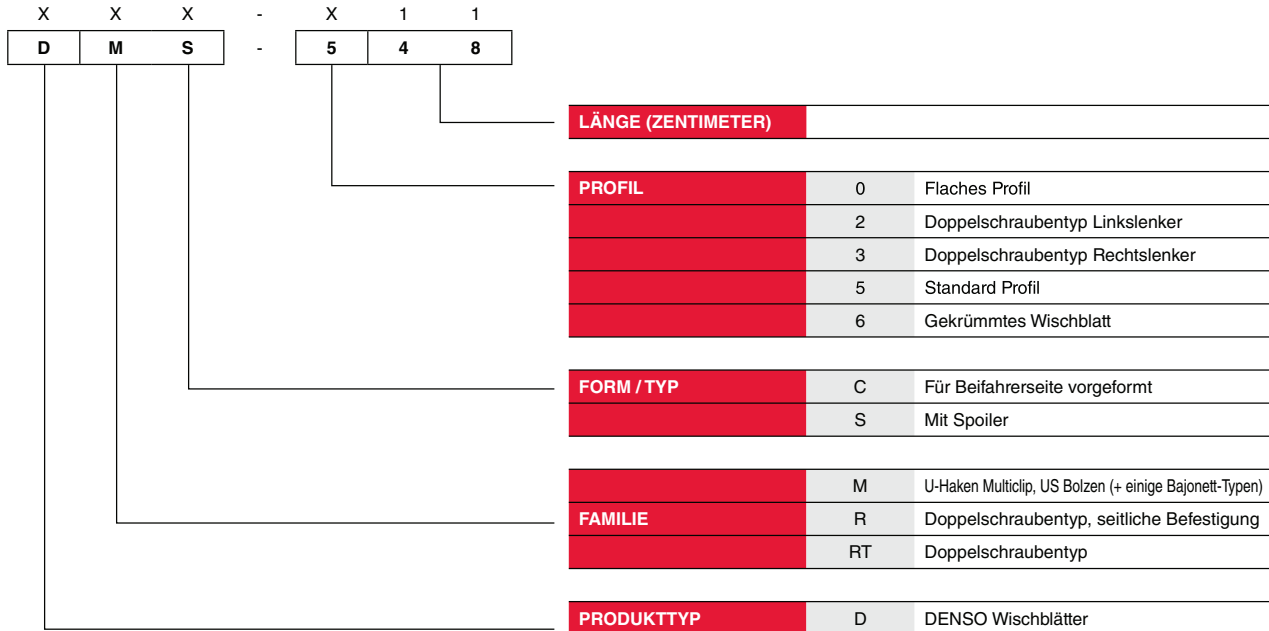 X X X - X 1 1
D M S - 5 4 8
LÄNGE (ZENTIMETER)
PROFIL 0 Flaches Profil
2 Doppelschraubentyp Linkslenker
3 Doppelschraubentyp Rechtslenker
5 Standard Profil
6 Gekrümmtes Wischblatt
FORM / TYP C Für Beifahrerseite vorgeformt
S Mit Spoiler
M U-Haken Multiclip, US Bolzen (+ einige Bajonett-Typen)
FAMILIE R Doppelschraubentyp, seitliche Befestigung
RT Doppelschraubentyp
PRODUKTTYP D DENSO Wischblätter